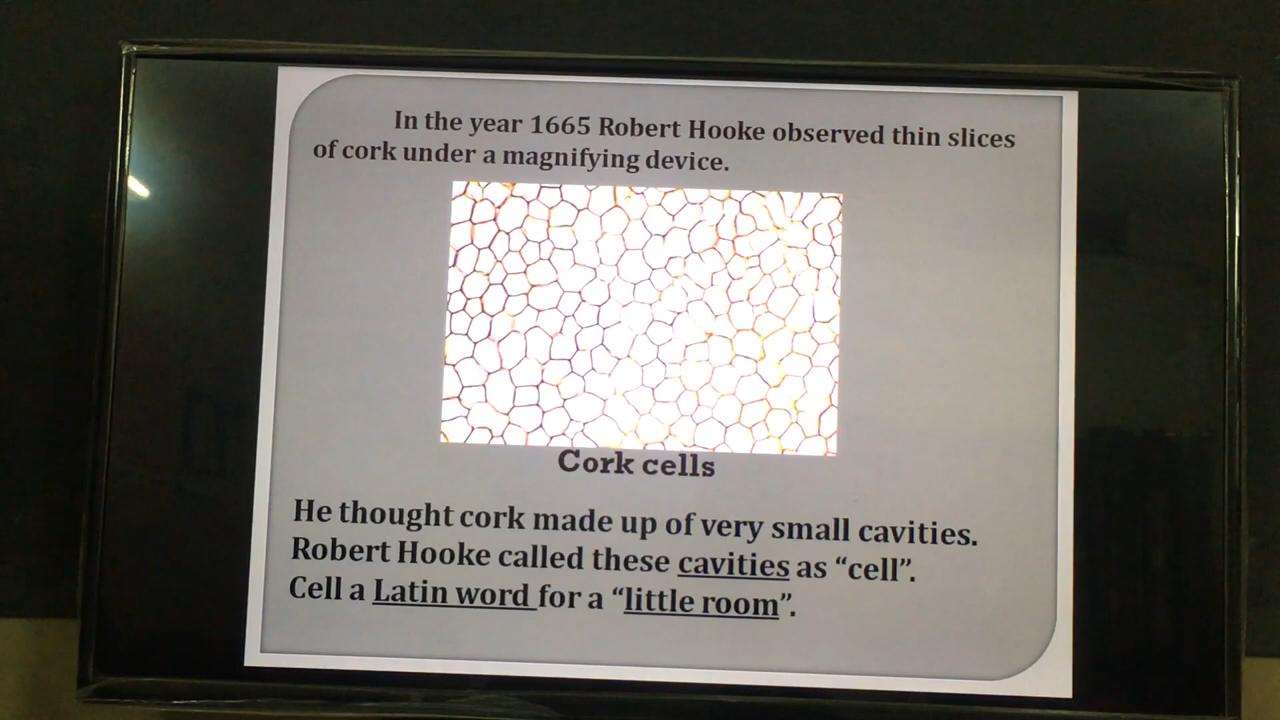 In the year 1665 Robert Hooke observed thin slices
of cork under a magnifying device.
Cork cells
He thought cork made up of very small cavities.
Robert Hooke called these cavities as “cell”.
Cell a Latin word for a “little room”.